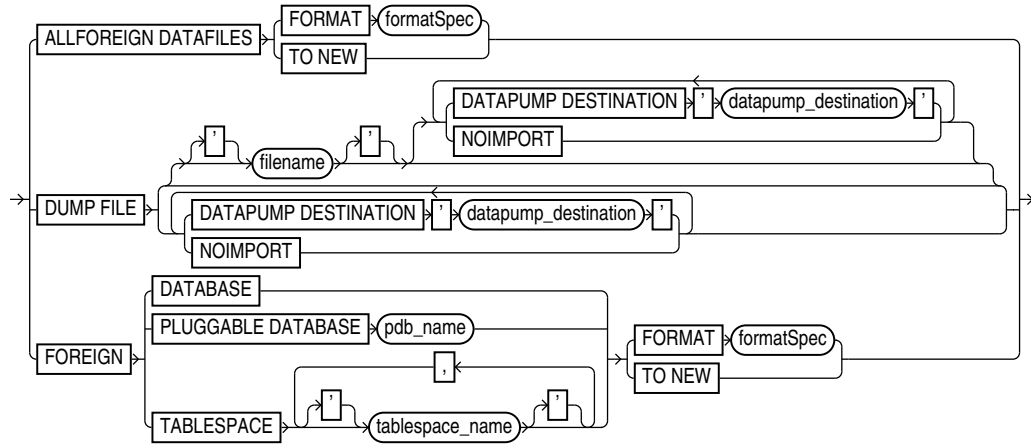 FORMAT formatSpec
ALLFOREIGN DATAFILES
TO NEW
DATAPUMP DESTINATION ' datapump_destination '
NOIMPORT
' '
filename
DUMP FILE
DATAPUMP DESTINATION ' datapump_destination '
NOIMPORT
DATABASE
PLUGGABLE DATABASE pdb_name
FORMAT formatSpec
FOREIGN
TO NEW
,
' '
TABLESPACE tablespace_name